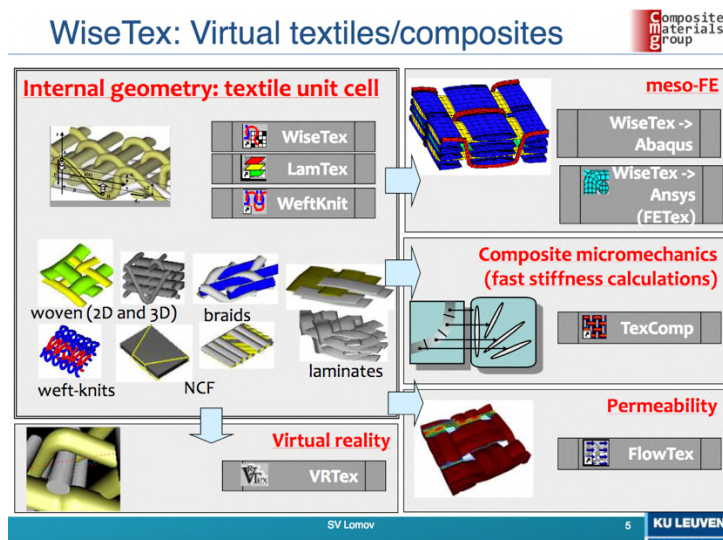 WiseTex: Virtual textiles/composites
Composite
Materials
group
Internal geometry: textile unit cell
WiseTex
LamTex
WeftKnit
woven (2D and 3D)
braids
laminates
weft-knits
NCF
meso-FE
WiseTex ->
Abaqus
WiseTex ->
Ansys
(FETex)
Composite micromechanics
(fast stiffness calculations)
TexComp
Permeability
FlowTex
Virtual reality
VRTex
SV Lomov
5
KU LEUVEN